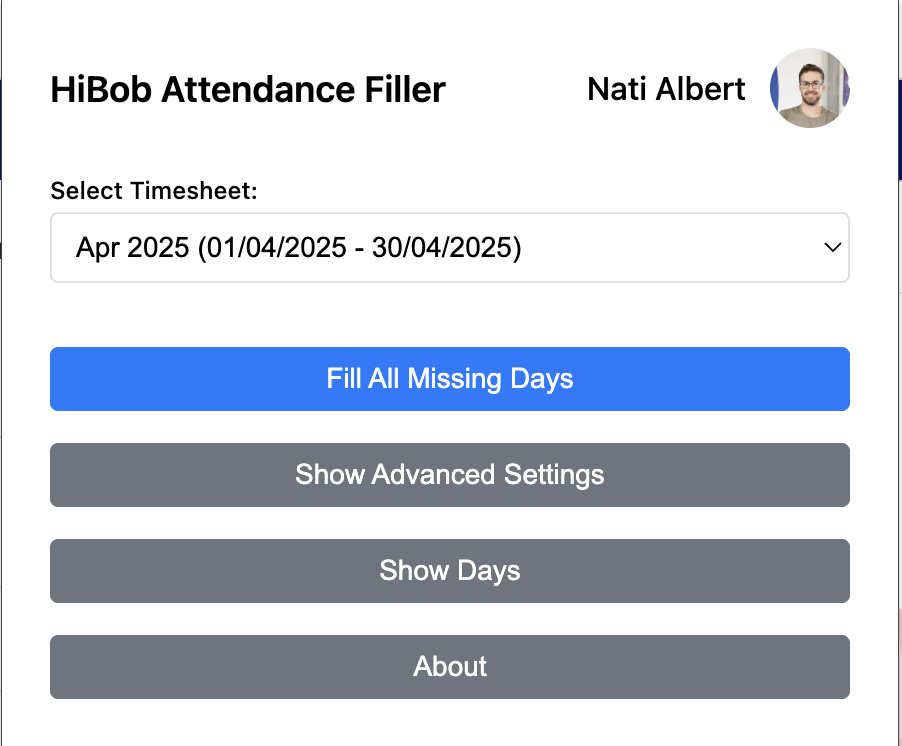 HiBob Attendance Filler
Nati Albert
Select Timesheet:
Apr 2025 (01/04/2025 - 30/04/2025)
Fill All Missing Days
Show Advanced Settings
Show Days
About